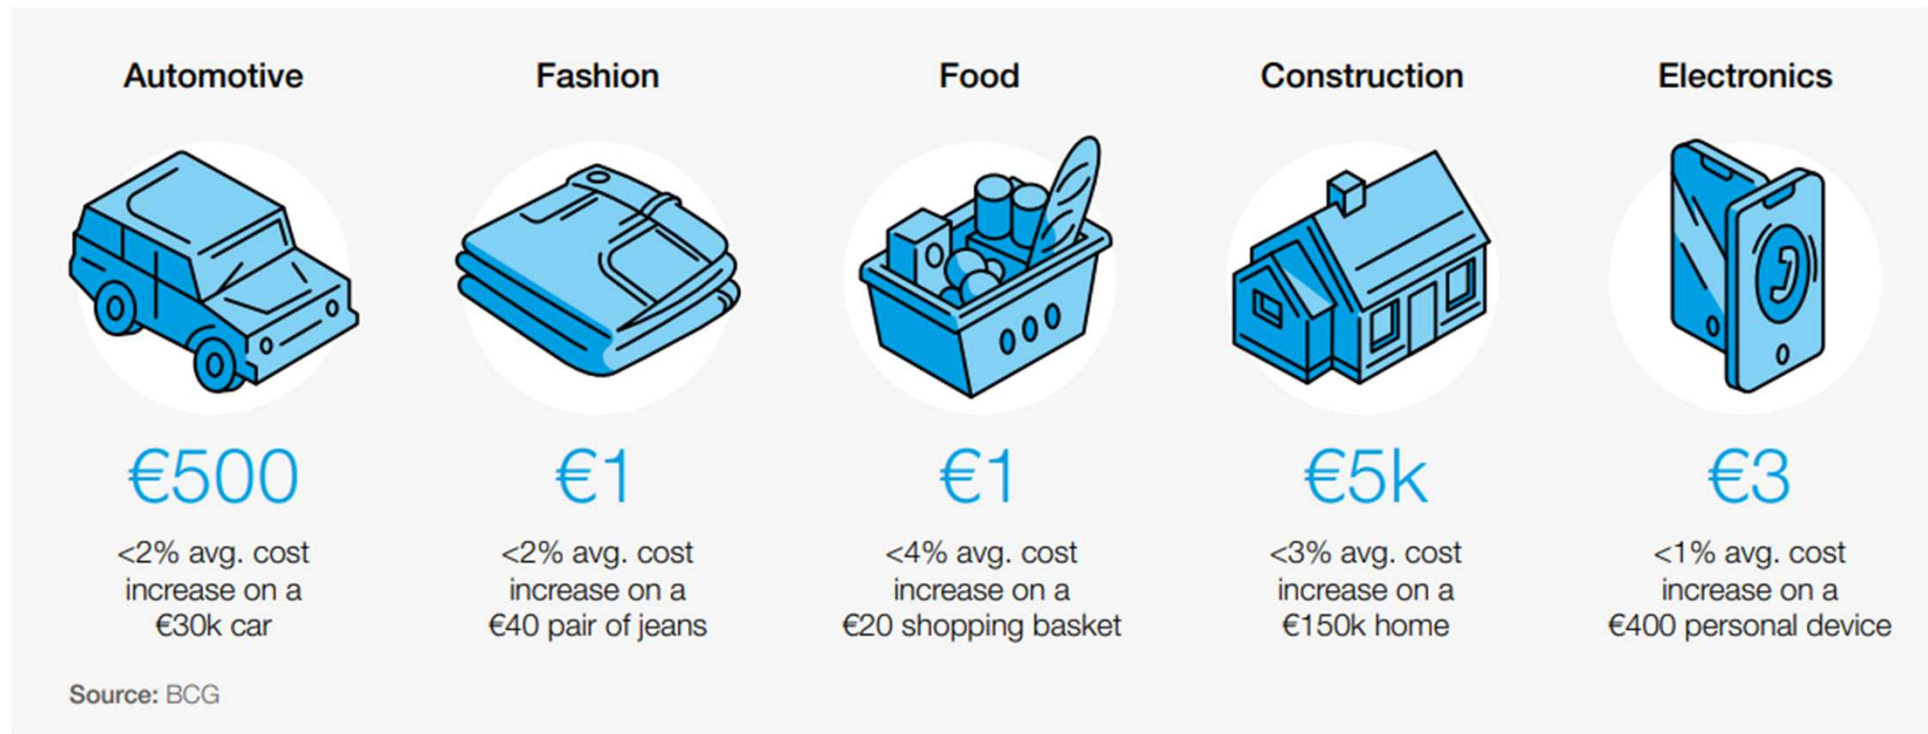 Automotive
Fashion
Food
Construction
Electronics
€500
€1
€1
€5k
€3
<2% avg. cost
increase on a
€30k car
<2% avg. cost
increase on a
€40 pair of jeans
<4% avg. cost
increase on a
€20 shopping basket
<3% avg. cost
increase on a
€150k home
<1% avg. cost
increase on a
€400 personal device
Source: BCG